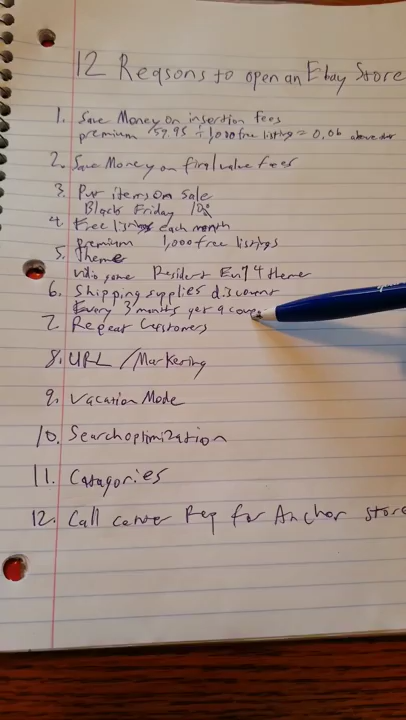 12 Reasons to open an Ebay Store
1. Save Money on insertion fees
premium 59.95 ÷ 1,000 free listing = 0.06
2. Save Money on final value fees
3. Put items on Sale
Black Friday
4. Free listings each month
premium 1,000 free listings
5. Theme
vidio game Resident Evil 4 theme
6. Shipping supplies discount
Every 3 months get a
7. Repeat Customers
8. URL / Marketing
9. Vacation Mode
10. Search optimization
11. Catagories
12. Call center Rep for Anchor store